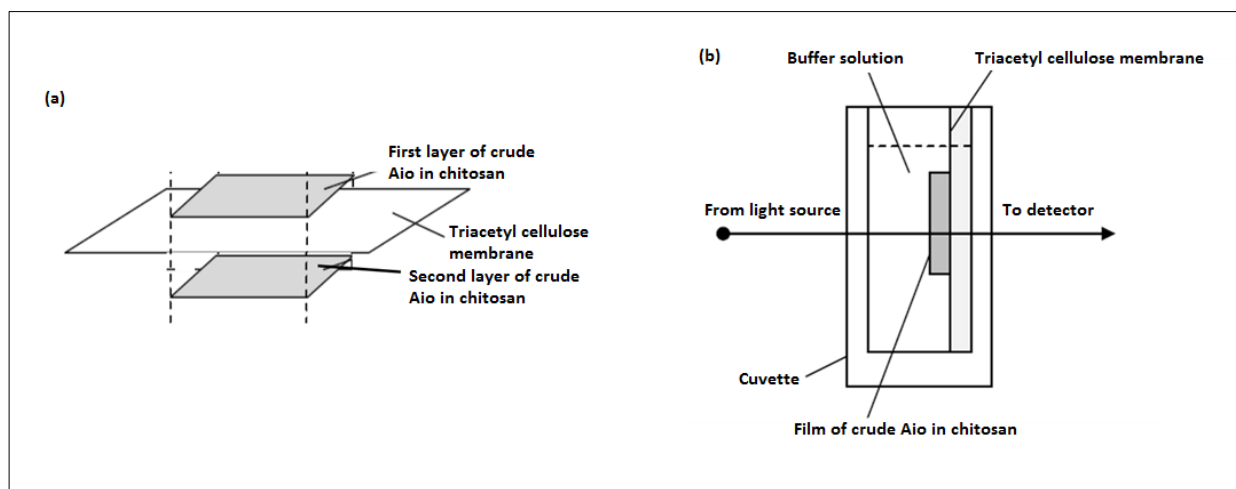 (a)
First layer of crude
Aio in chitosan
Triacetyl cellulose
membrane
Second layer of crude
Aio in chitosan
(b)
Buffer solution
Triacetyl cellulose membrane
From light source
To detector
Cuvette
Film of crude Aio in chitosan